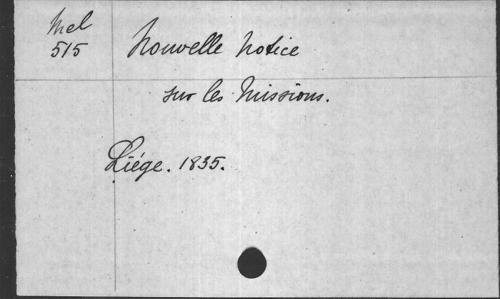 Mel
515
Nouvelle Notice
sur les Missions.
Liége. 1835.